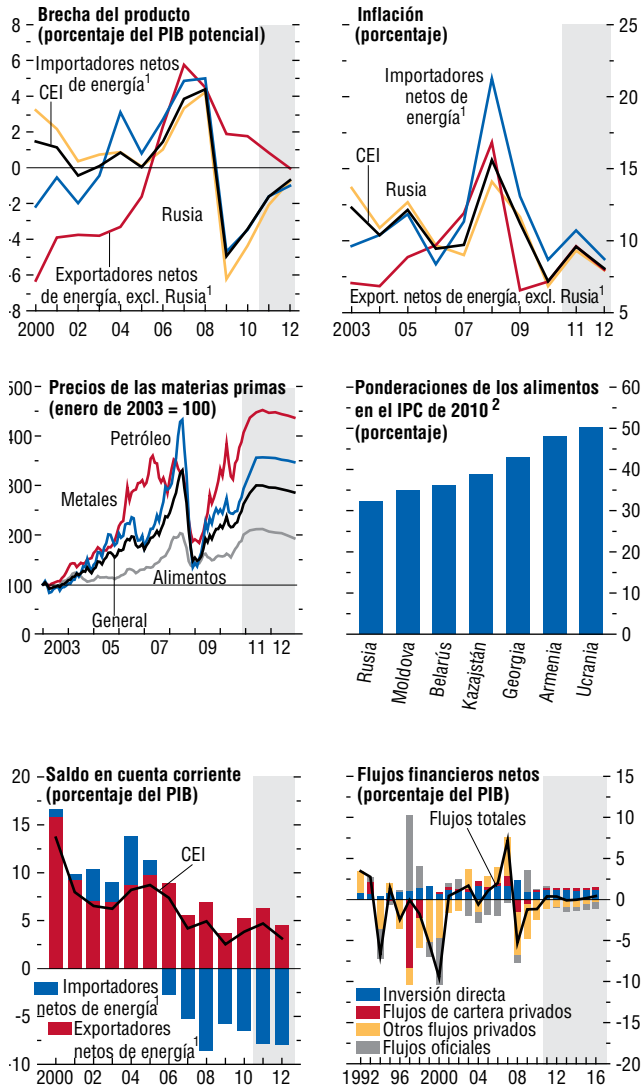 Brecha del producto
(porcentaje del PIB potencial)
8
6
4
2
0
-2
-4
-6
-8
Importadores netos
de energía1
CEI
Rusia
Exportadores netos
de energía, excl. Rusia1
2000 02 04 06 08 10 12
Inflación
(porcentaje)
25
20
15
10
5
Importadores
netos de
energía1
CEI
Rusia
Export. netos de energía, excl. Rusia1
2003 05 07 09 11 12
Precios de las materias primas
(enero de 2003 = 100)
500
400
300
200
100
0
Petróleo
Metales
Alimentos
General
2003 05 07 09 11 12
Ponderaciones de los alimentos
en el IPC de 2010 2
(porcentaje)
60
50
40
30
20
10
0
Rusia
Moldova
Belarús
Kazajstán
Georgia
Armenia
Ucrania
Saldo en cuenta corriente
(porcentaje del PIB)
20
15
10
5
0
-5
-10
CEI
Importadores
netos de energía1
Exportadores
netos de energía1
2000 02 04 06 08 10 12
Flujos financieros netos
(porcentaje del PIB)
15
10
5
0
-5
-10
-15
Flujos totales
Inversión directa
Flujos de cartera privados
Otros flujos privados
Flujos oficiales
1992 96 2000 04 08 12 16